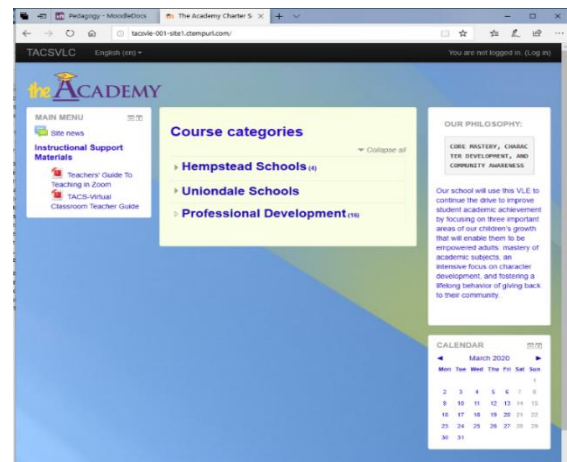 Pedagogy - MoodleDocs
The Academy Charter S
tacsvle-001-site1.ctempurl.com/
TACSVLC
English (en)
You are not logged in. (Log in)
the ACADEMY
MAIN MENU
Site news
Instructional Support
Materials
Teachers' Guide To
Teaching in Zoom
TACS-Virtual
Classroom Teacher Guide
Course categories
Collapse all
Hempstead Schools (4)
Uniondale Schools
Professional Development (16)
OUR PHILOSOPHY:
CORE MASTERY, CHARAC
TER DEVELOPMENT, AND
COMMUNITY AWARENESS
Our school will use this VLE to
continue the drive to improve
student academic achievement
by focusing on three important
areas of our children's growth
that will enable them to be
empowered adults: mastery of
academic subjects, an
intensive focus on character
development, and fostering a
lifelong behavior of giving back
to their community.
CALENDAR
March 2020
Mon Tue Wed Thu Fri Sat Sun
1
2 3 4 5 6 7 8
9 10 11 12 13 14 15
16 17 18 19 20 21 22
23 24 25 26 27 28 29
30 31